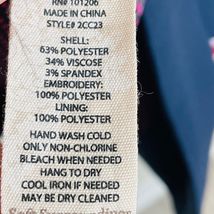 RN# 101206
MADE IN CHINA
STYLE# 2CC23
SHELL:
63% POLYESTER
34% VISCOSE
3% SPANDEX
EMBROIDERY:
100% POLYESTER
LINING:
100% POLYESTER
HAND WASH COLD
ONLY NON-CHLORINE
BLEACH WHEN NEEDED
HANG TO DRY
COOL IRON IF NEEDED
MAY BE DRY CLEANED